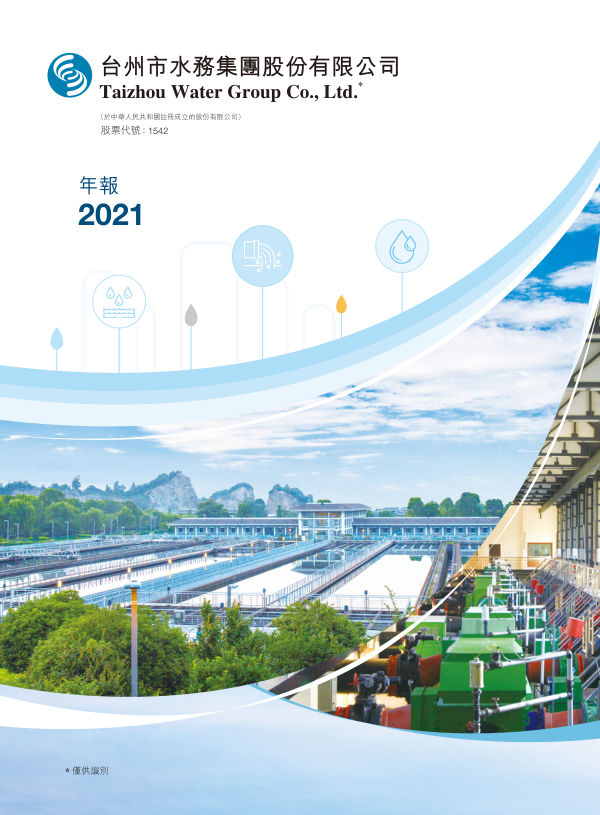 台州市水務集團股份有限公司
Taizhou Water Group Co., Ltd.*
（於中華人民共和國註冊成立的股份有限公司）
股票代號：1542
年報
2021
* 僅供識別